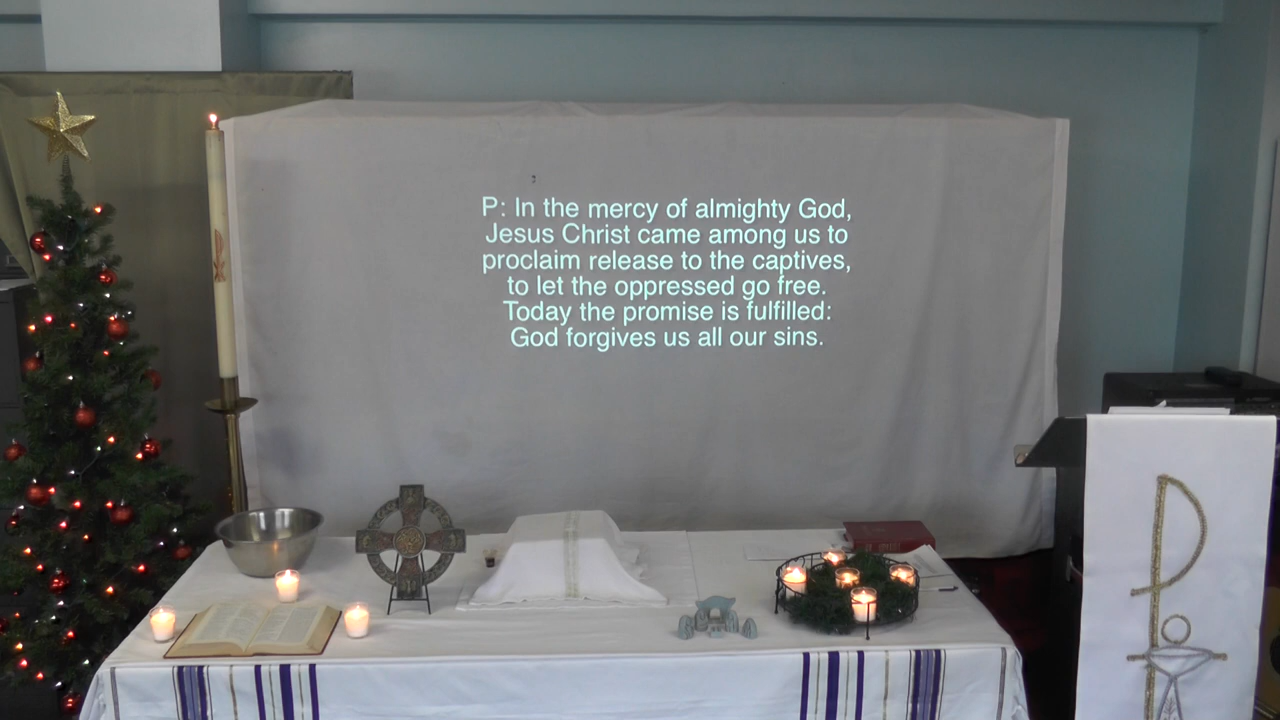 P: In the mercy of almighty God,
Jesus Christ came among us to
proclaim release to the captives,
to let the oppressed go free.
Today the promise is fulfilled:
God forgives us all our sins.